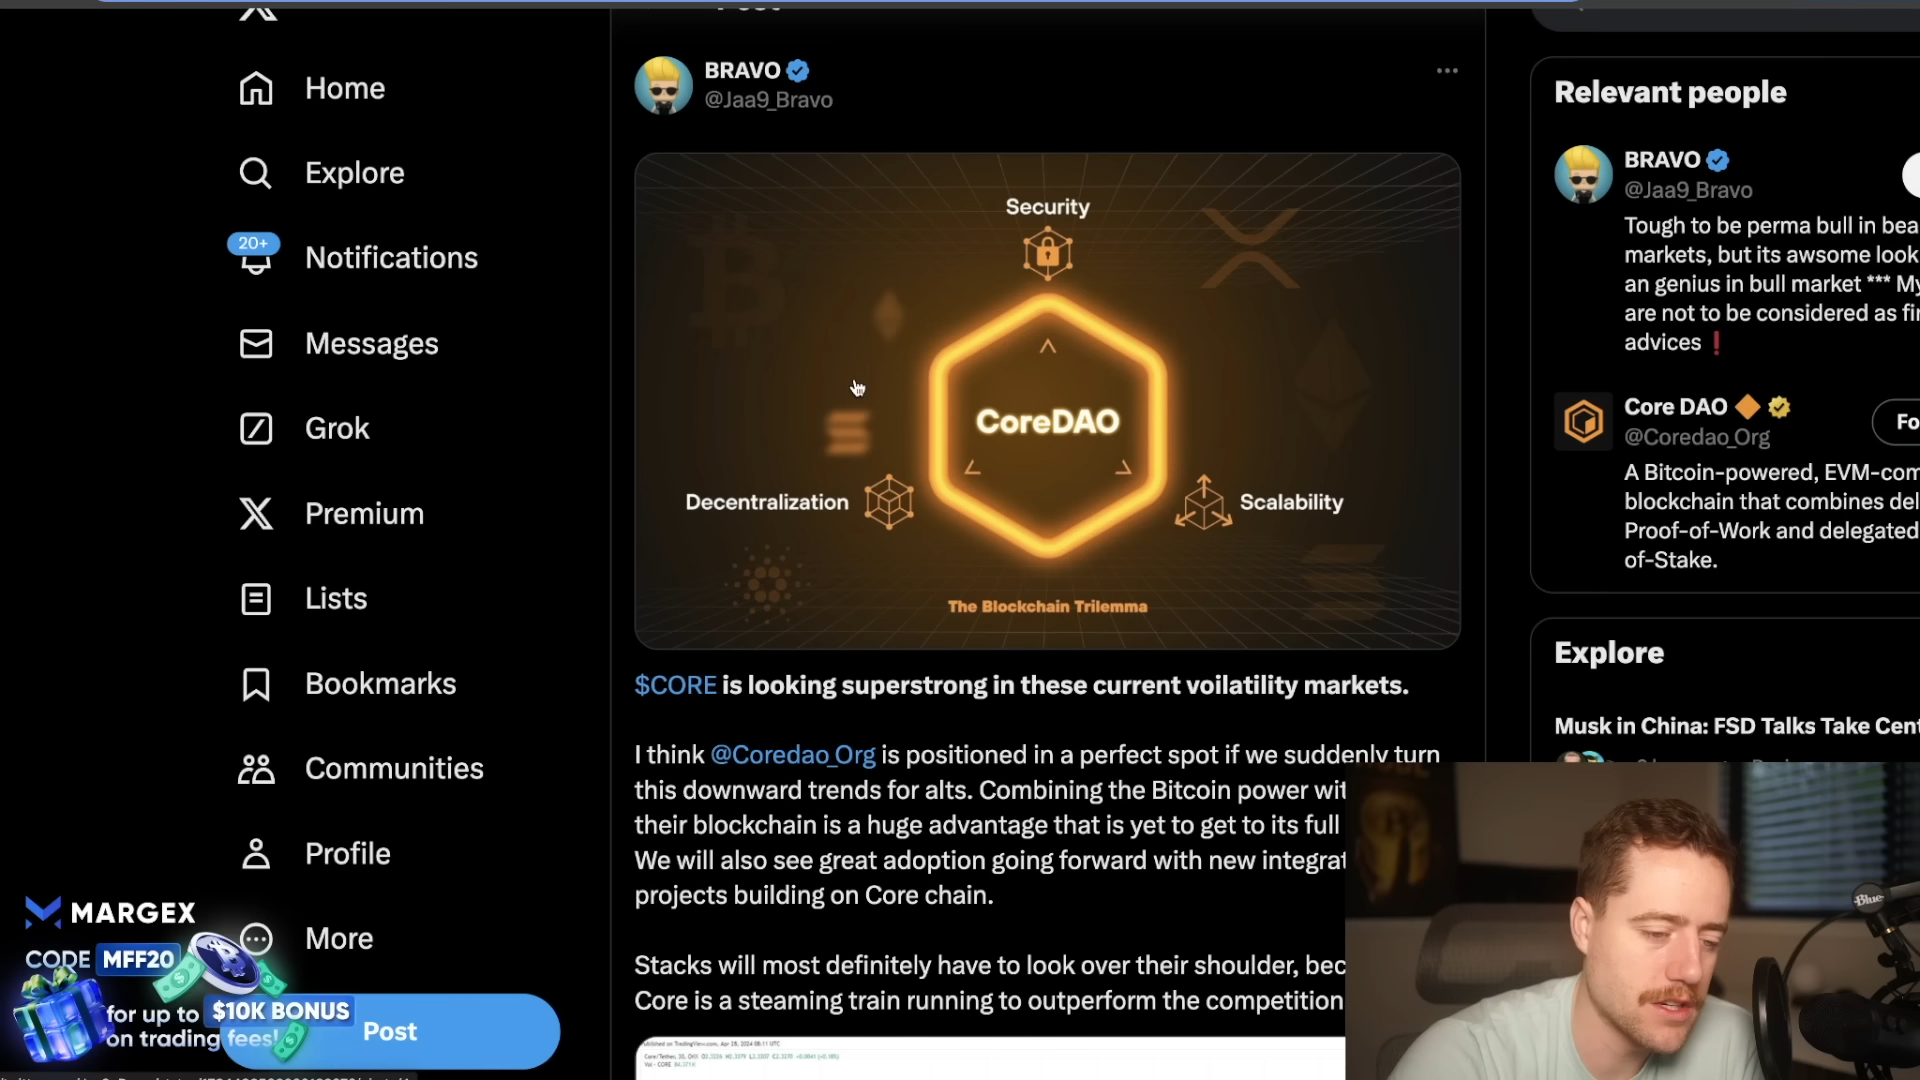 Home
Explore
20+
Notifications
Messages
Grok
Premium
Lists
Bookmarks
Communities
Profile
More
Post
MARGEX
CODE MFF20
for up to $10K BONUS
on trading fees!
BRAVO
@Jaa9_Bravo
Security
CoreDAO
Decentralization
Scalability
The Blockchain Trilemma
$CORE is looking superstrong in these current voilatility markets.
I think @Coredao_Org is positioned in a perfect spot if we suddenly turn
this downward trends for alts. Combining the Bitcoin power wit
their blockchain is a huge advantage that is yet to get to its full
We will also see great adoption going forward with new integrat
projects building on Core chain.
Stacks will most definitely have to look over their shoulder, bec
Core is a steaming train running to outperform the competition
Relevant people
BRAVO
@Jaa9_Bravo
Tough to be perma bull in bea
markets, but its awsome look
an genius in bull market *** My
are not to be considered as fin
advices ❗
Core DAO
@Coredao_Org
Fo
A Bitcoin-powered, EVM-com
blockchain that combines del
Proof-of-Work and delegated
of-Stake.
Explore
Musk in China: FSD Talks Take Cent
Blue